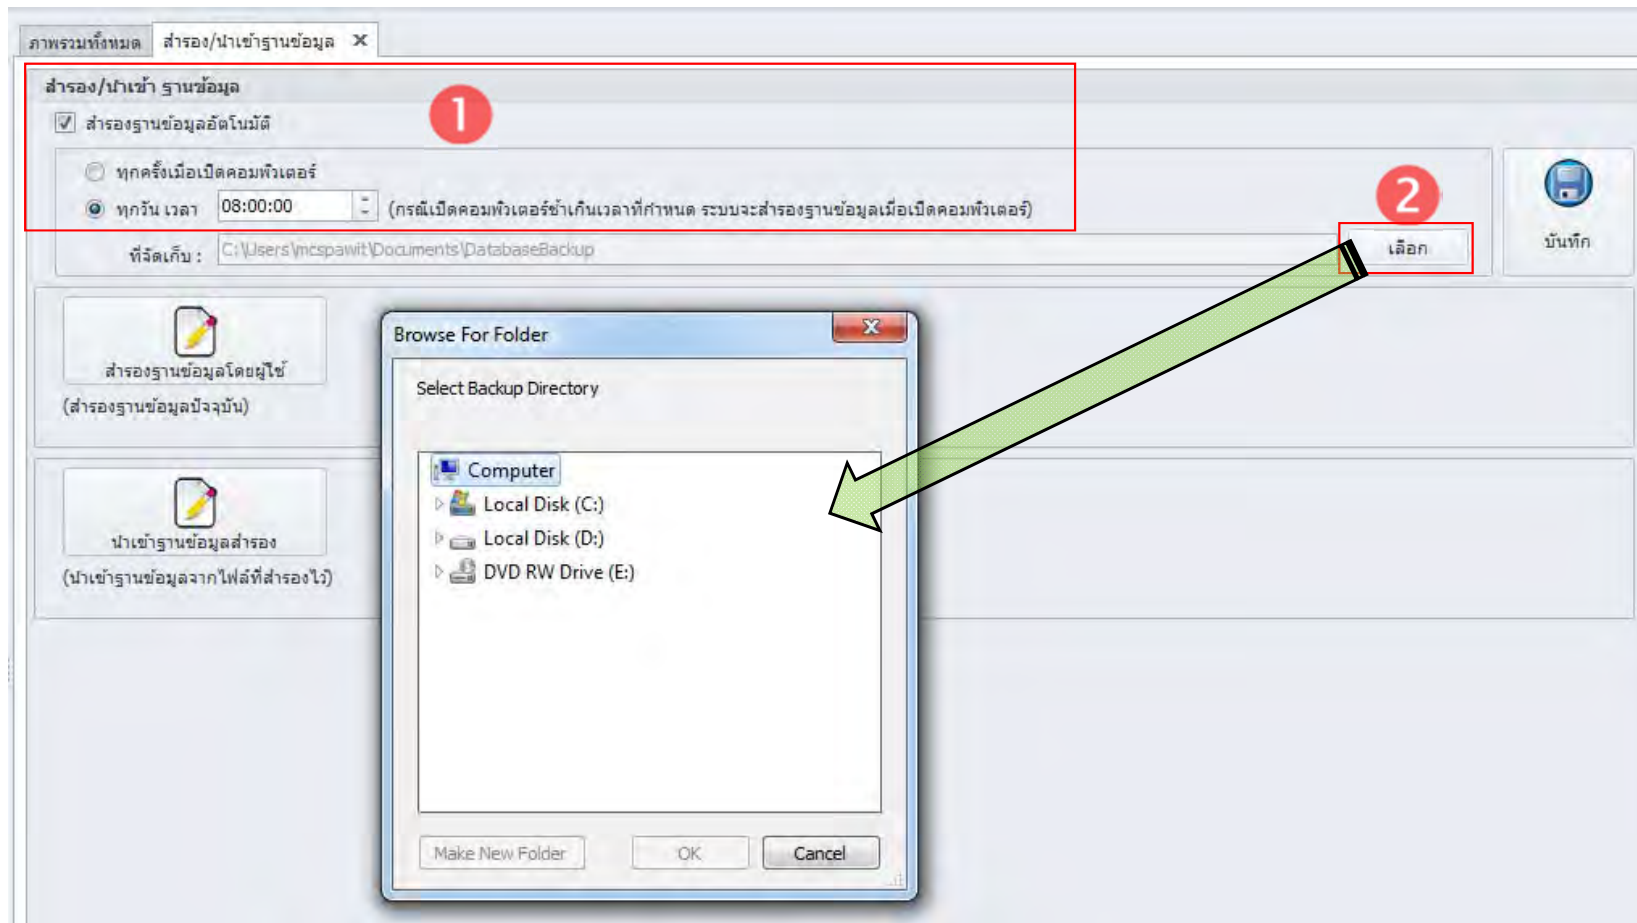 ภาพรวมทั้งหมด สำรอง/นำเข้าฐานข้อมูล X
สำรอง/นำเข้า ฐานข้อมูล
1
สำรองฐานข้อมูลอัตโนมัติ
ทุกครั้งเมื่อเปิดคอมพิวเตอร์
2
ทุกวัน เวลา 08:00:00 (กรณีเปิดคอมพิวเตอร์ช้าเกินเวลาที่กำหนด ระบบจะสำรองฐานข้อมูลเมื่อเปิดคอมพิวเตอร์)
ที่จัดเก็บ : C:\Users\mcspawit\Documents\DatabaseBackup เลือก
บันทึก
สำรองฐานข้อมูลโดยผู้ใช้
(สำรองฐานข้อมูลปัจจุบัน)
นำเข้าฐานข้อมูลสำรอง
(นำเข้าฐานข้อมูลจากไฟล์ที่สำรองไว้)
Browse For Folder X
Select Backup Directory
Computer
Local Disk (C:)
Local Disk (D:)
DVD RW Drive (E:)
Make New Folder OK Cancel